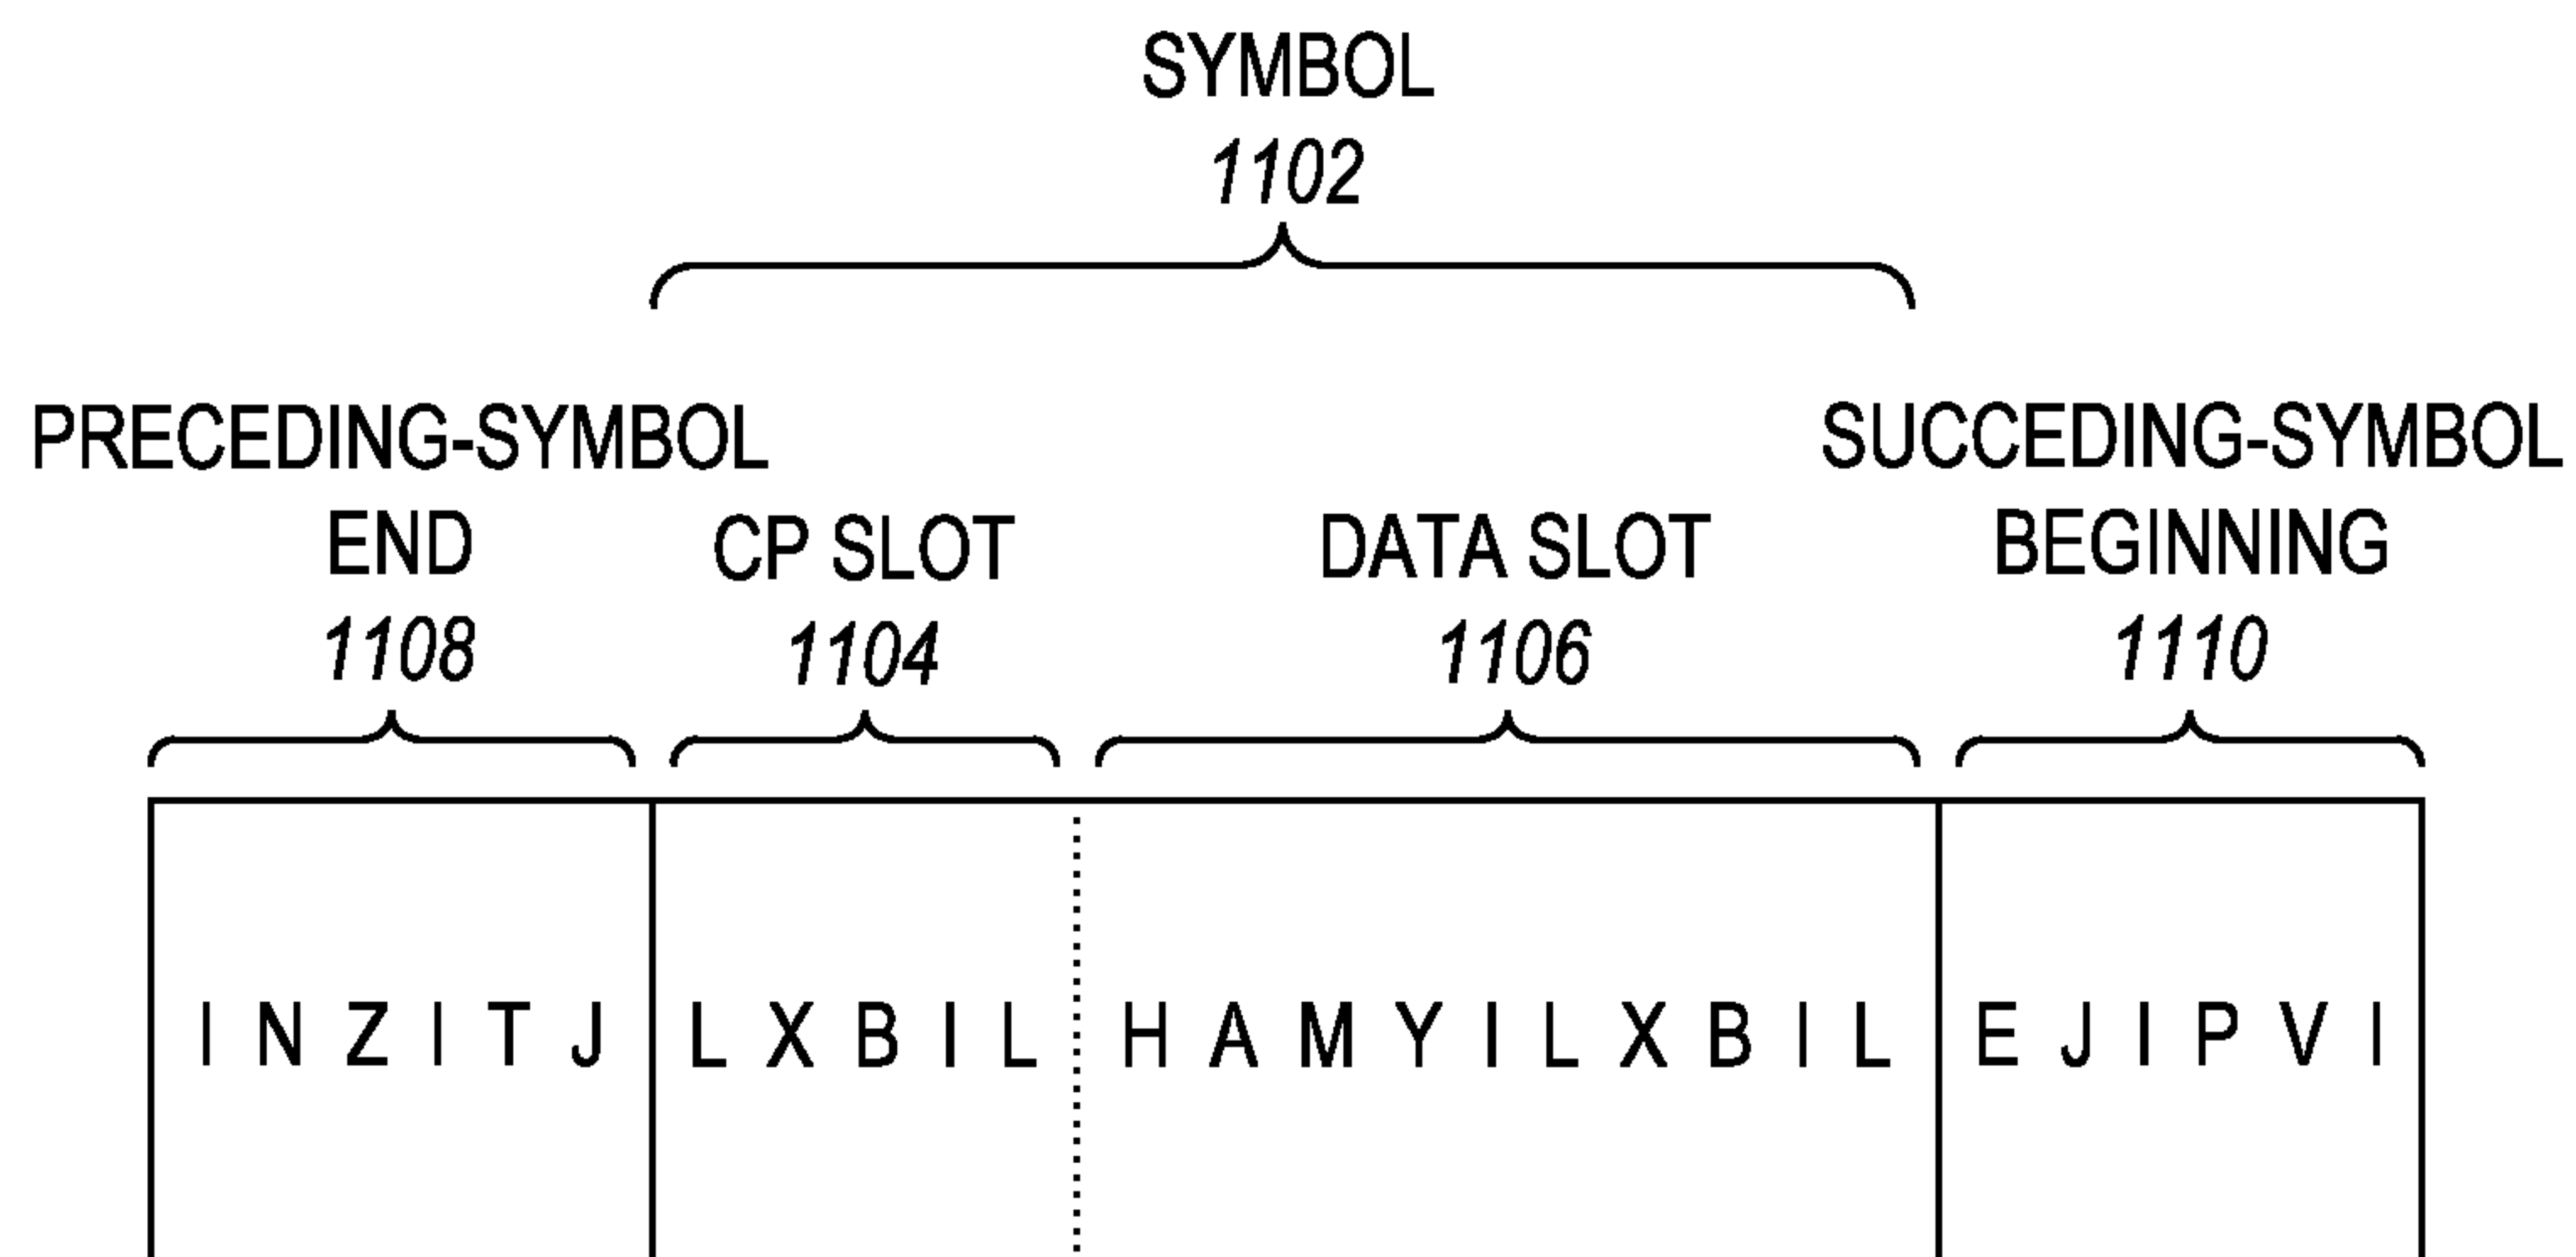 SYMBOL
1102
PRECEDING-SYMBOL
END
1108
CP SLOT
1104
DATA SLOT
1106
SUCCEDING-SYMBOL
BEGINNING
1110
I N Z I T J L X B I L H A M Y I L X B I L E J I P V I